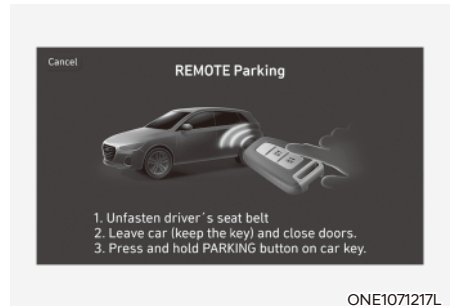 Cancel
REMOTE Parking
1. Unfasten driver´s seat belt
2. Leave car (keep the key) and close doors.
3. Press and hold PARKING button on car key.
ONE1071217L